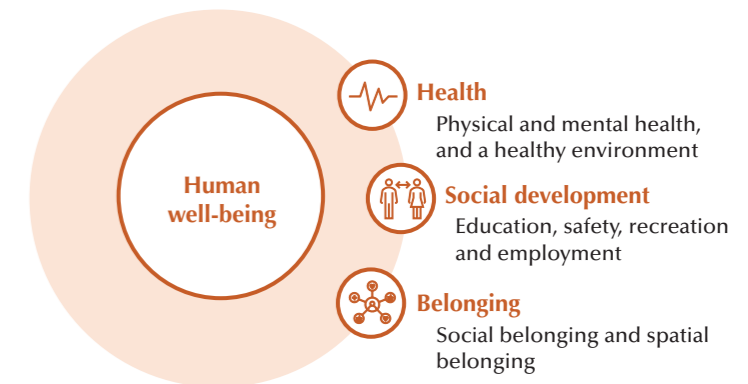 Human
well-being
Health
Physical and mental health,
and a healthy environment
Social development
Education, safety, recreation
and employment
Belonging
Social belonging and spatial
belonging